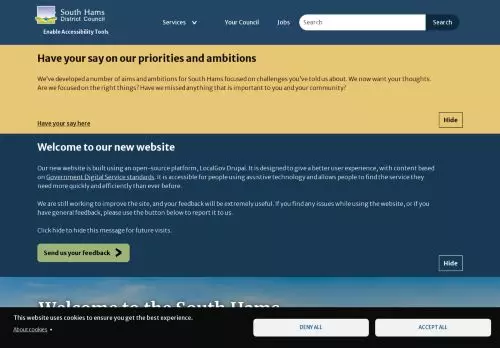 South Hams
District Council
Enable Accessibility Tools
Services
Your Council
Jobs
Search
Search
Have your say on our priorities and ambitions
We've developed a number of aims and ambitions for South Hams focused on challenges you've told us about. We now want your thoughts.
Are we focused on the right things? Have we missed anything that is important to you and your community?
Have your say here
Hide
Welcome to our new website
Our new website is built using an open-source platform, LocalGov Drupal. It is designed to give a better user experience, with content based
on Government Digital Service standards. It is accessible for people using assistive technology and allows people to find the service they
need more quickly and efficiently than ever before.
We are still working to improve the site, and your feedback will be extremely useful. If you find any issues while using the website, or if you
have general feedback, please use the button below to report it to us.
Click hide to hide this message for future visits.
Send us your feedback
Hide
Welcome to the South Hams
This website uses cookies to ensure you get the best experience.
About cookies
DENY ALL
ACCEPT ALL